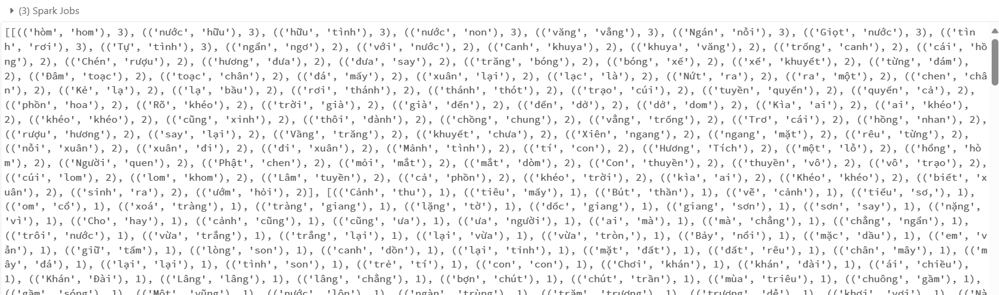 (3) Spark Jobs
[[(('hòm', 'hom'), 3), (('nước', 'hữu'), 3), (('hữu', 'tình'), 3), (('nước', 'non'), 3), (('văng', 'vẳng'), 3), (('Ngán', 'nỗi'), 3), (('Giọt', 'nước'), 3), (('tìn
h', 'rơi'), 3), (('Tự', 'tình'), 3), (('ngẩn', 'ngơ'), 2), (('với', 'nước'), 2), (('Canh', 'khuya'), 2), (('khuya', 'văng'), 2), (('trống', 'canh'), 2), (('cái', 'hồ
ng'), 2), (('Chén', 'rượu'), 2), (('hương', 'đưa'), 2), (('đưa', 'say'), 2), (('trăng', 'bóng'), 2), (('bóng', 'xế'), 2), (('xế', 'khuyết'), 2), (('từng', 'đám'),
2), (('Đâm', 'toạc'), 2), (('toạc', 'chân'), 2), (('đá', 'mấy'), 2), (('xuân', 'lại'), 2), (('lạc', 'là'), 2), (('Nứt', 'ra'), 2), (('ra', 'một'), 2), (('chen', 'châ
n'), 2), (('Kẻ', 'lạ'), 2), (('lạ', 'bầu'), 2), (('rơi', 'thánh'), 2), (('thánh', 'thót'), 2), (('trạo', 'cúi'), 2), (('tuyền', 'quyến'), 2), (('quyến', 'cả'), 2),
(('phồn', 'hoa'), 2), (('Rõ', 'khéo'), 2), (('trời', 'già'), 2), (('già', 'đến'), 2), (('đến', 'dở'), 2), (('dở', 'dom'), 2), (('Kìa', 'ai'), 2), (('ai', 'khéo'),
2), (('khéo', 'khéo'), 2), (('cũng', 'xinh'), 2), (('thôi', 'đành'), 2), (('chồng', 'chung'), 2), (('vẳng', 'trống'), 2), (('Trơ', 'cái'), 2), (('hồng', 'nhan'), 2),
(('rượu', 'hương'), 2), (('say', 'lại'), 2), (('Vầng', 'trăng'), 2), (('khuyết', 'chưa'), 2), (('Xiên', 'ngang'), 2), (('ngang', 'mặt'), 2), (('rêu', 'từng'), 2),
(('nỗi', 'xuân'), 2), (('xuân', 'đi'), 2), (('đi', 'xuân'), 2), (('Mảnh', 'tình'), 2), (('tí', 'con'), 2), (('Hương', 'Tích'), 2), (('một', 'lỗ'), 2), (('hổng', 'hò
m'), 2), (('Người', 'quen'), 2), (('Phật', 'chen'), 2), (('mỏi', 'mắt'), 2), (('mắt', 'dòm'), 2), (('Con', 'thuyền'), 2), (('thuyền', 'vô'), 2), (('vô', 'trạo'), 2),
(('cúi', 'lom'), 2), (('lom', 'khom'), 2), (('Lâm', 'tuyền'), 2), (('cả', 'phồn'), 2), (('khéo', 'trời'), 2), (('kìa', 'ai'), 2), (('Khéo', 'khéo'), 2), (('biết', 'x
uân'), 2), (('sinh', 'ra'), 2), (('ướm', 'hỏi'), 2)], [(('Cảnh', 'thu'), 1), (('tiêu', 'mấy'), 1), (('Bút', 'thần'), 1), (('vẽ', 'cảnh'), 1), (('tiếu', 'sơ,'), 1),
(('om', 'cổ'), 1), (('xoá', 'tràng'), 1), (('tràng', 'giang'), 1), (('lặng', 'tờ'), 1), (('dốc', 'giang'), 1), (('giang', 'sơn'), 1), (('sơn', 'say'), 1), (('nặng',
'vì'), 1), (('Cho', 'hay'), 1), (('cảnh', 'cũng'), 1), (('cũng', 'ưa'), 1), (('ưa', 'người'), 1), (('ai', 'mà'), 1), (('mà', 'chẳng'), 1), (('chẳng', 'ngẩn'), 1),
(('trôi', 'nước'), 1), (('vừa', 'trắng'), 1), (('trắng', 'lại'), 1), (('lại', 'vừa'), 1), (('vừa', 'tròn,'), 1), (('Bảy', 'nổi'), 1), (('mặc', 'dầu'), 1), (('em', 'v
ẫn'), 1), (('giữ', 'tấm'), 1), (('lòng', 'son'), 1), (('canh', 'dồn'), 1), (('lại', 'tỉnh'), 1), (('mặt', 'đất'), 1), (('đất', 'rêu'), 1), (('chân', 'mây'), 1), (('m
ây', 'đá'), 1), (('lại', 'lại'), 1), (('tình', 'son'), 1), (('trẻ', 'tí'), 1), (('con', 'con'), 1), (('Chơi', 'khán'), 1), (('khán', 'đài'), 1), (('ái', 'chiều'),
1), (('Khán', 'Đài'), 1), (('Lâng', 'lâng'), 1), (('lâng', 'chẳng'), 1), (('bợn', 'chút'), 1), (('chút', 'trần'), 1), (('mùa', 'triêu'), 1), (('chuông', 'gầm'), 1),
(('gầm', 'sóng'), 1), (('Một', 'vũng'), 1), (('nước', 'lộn'), 1), (('ngàn', 'trùng'), 1), (('trăm', 'trượng'), 1), (('trượng', 'dễ'), 1), (('khơi', 'vơi'), 1), (('Nà